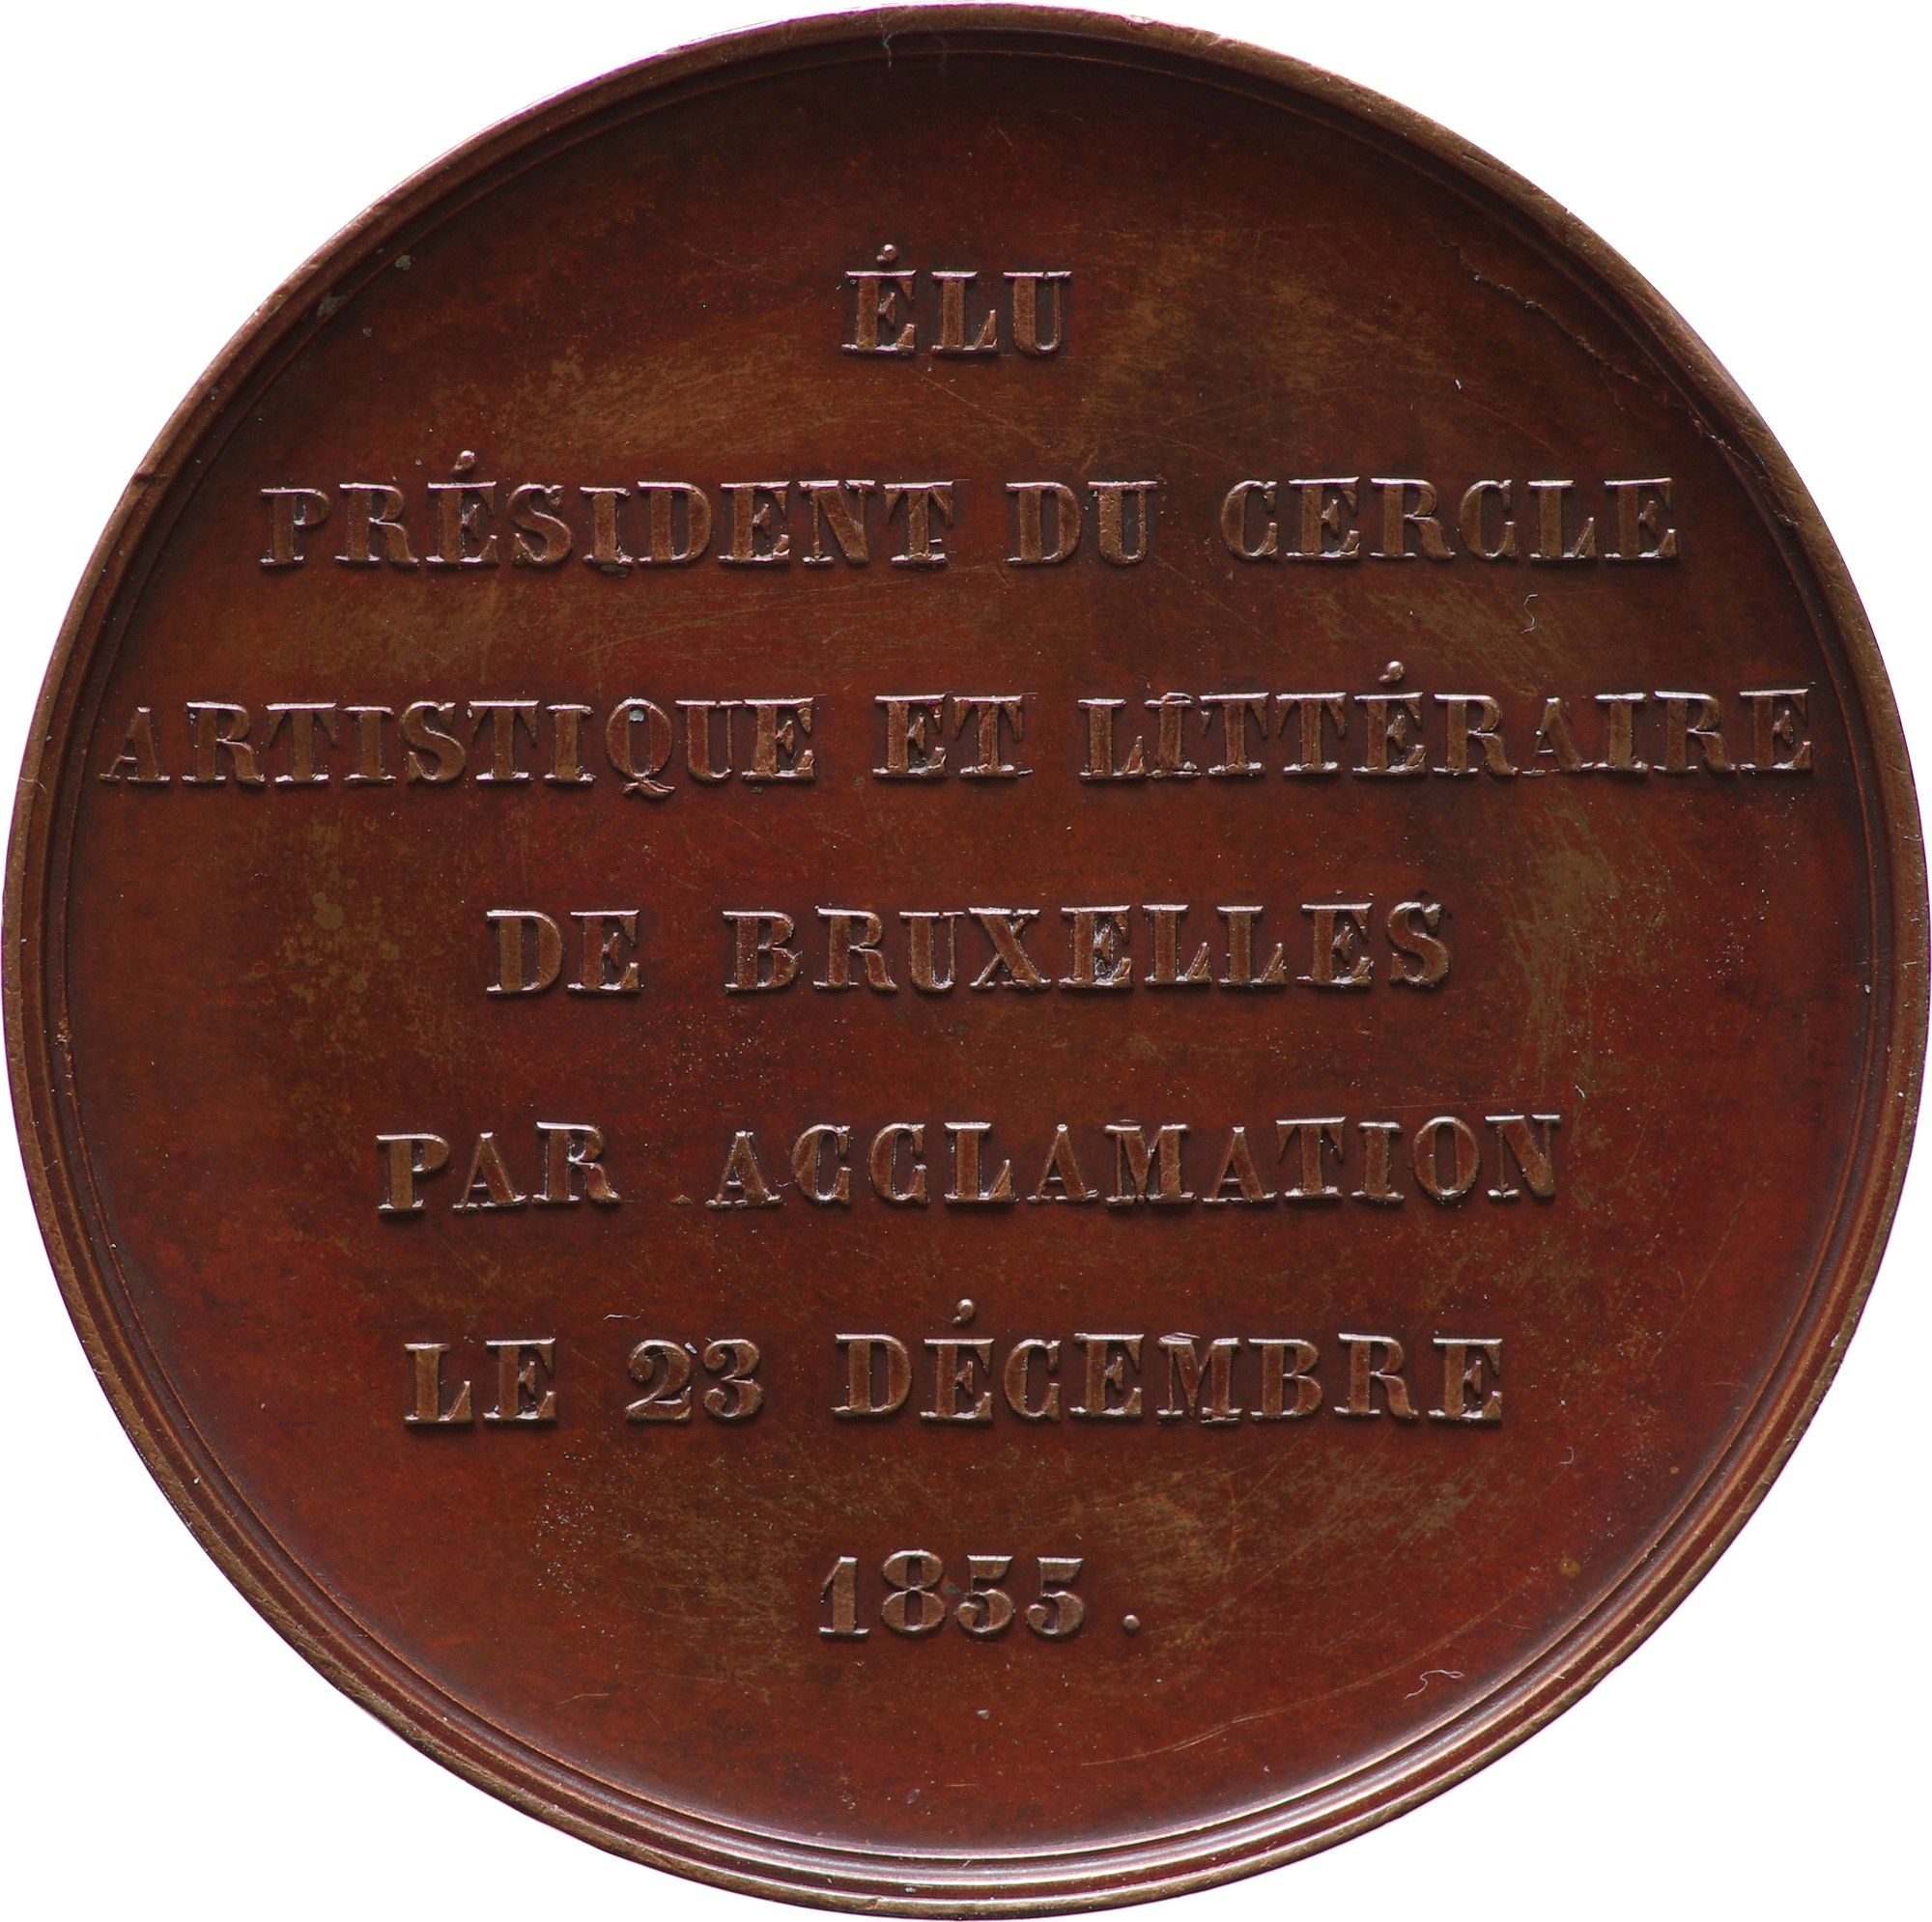 ÉLU
PRÉSIDENT DU CERCLE
ARTISTIQUE ET LITTÉRAIRE
DE BRUXELLES
PAR ACCLAMATION
LE 23 DÉCEMBRE
1855.